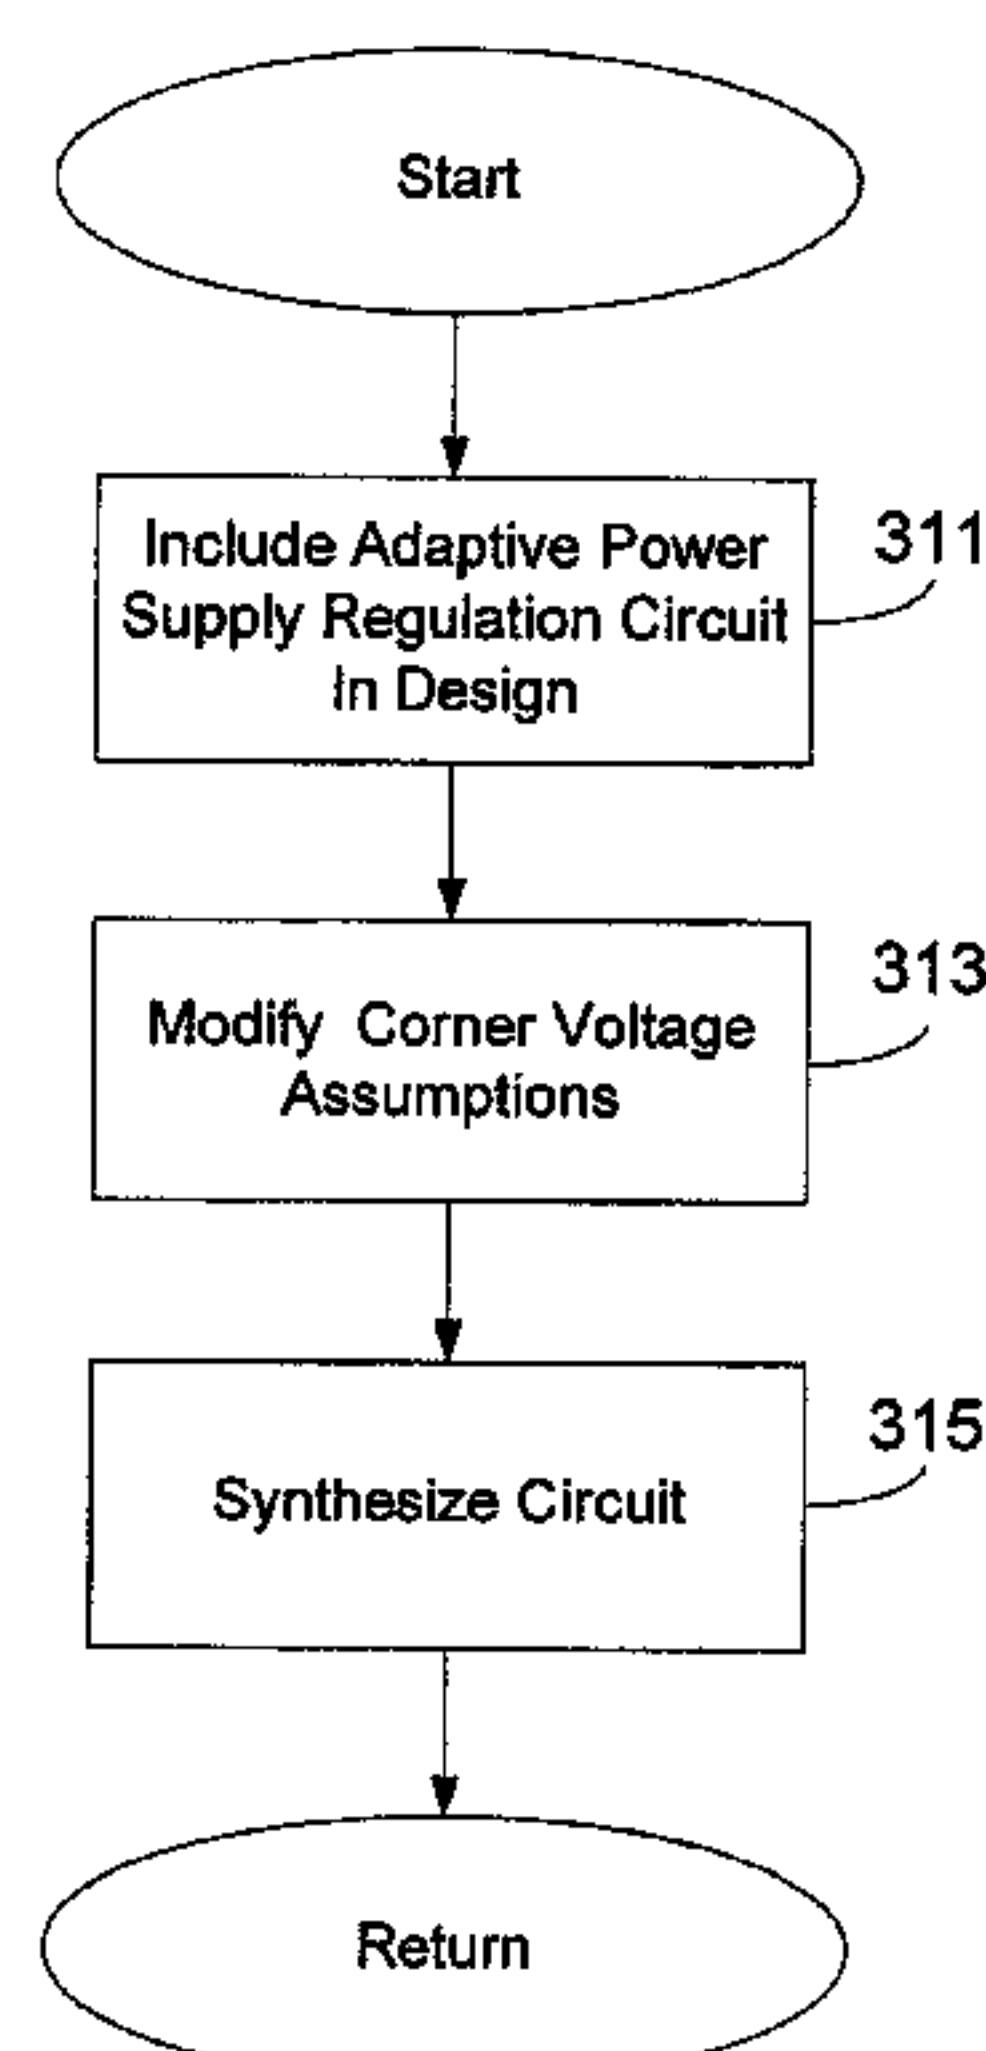 Start
Include Adaptive Power
Supply Regulation Circuit
In Design
311
Modify Corner Voltage
Assumptions
313
Synthesize Circuit
315
Return